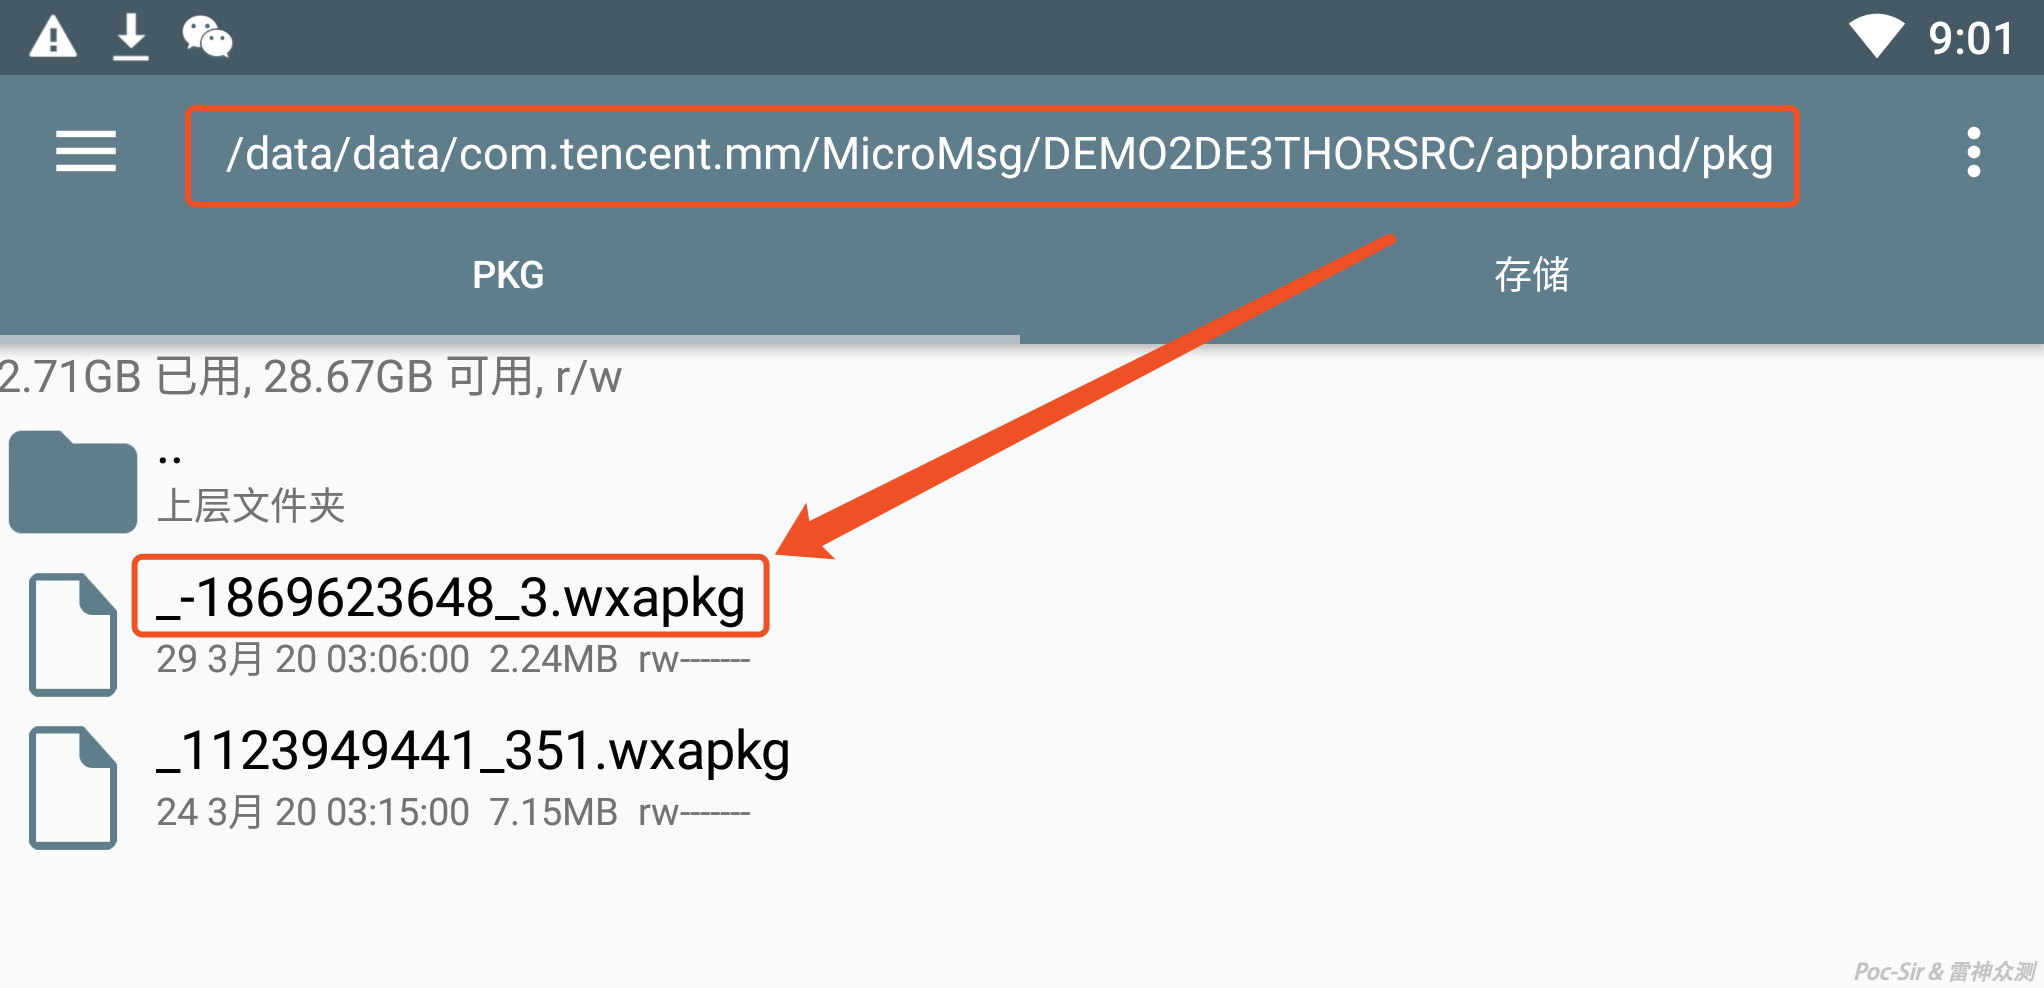 9:01
/data/data/com.tencent.mm/MicroMsg/DEMO2DE3THORSRC/appbrand/pkg
PKG
存储
2.71GB 已用, 28.67GB 可用, r/w
..
上层文件夹
_-1869623648_3.wxapkg
29 3月 20 03:06:00 2.24MB rw-------
_1123949441_351.wxapkg
24 3月 20 03:15:00 7.15MB rw-------
Poc-Sir & 雷神众测